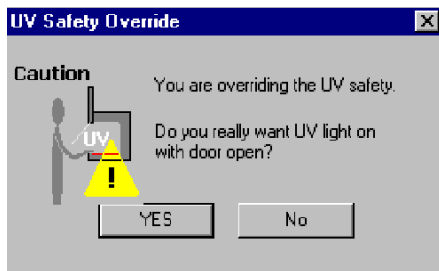 UV Safety Override
Caution
You are overriding the UV safety.
UV
Do you really want UV light on
with door open?
!
YES
No